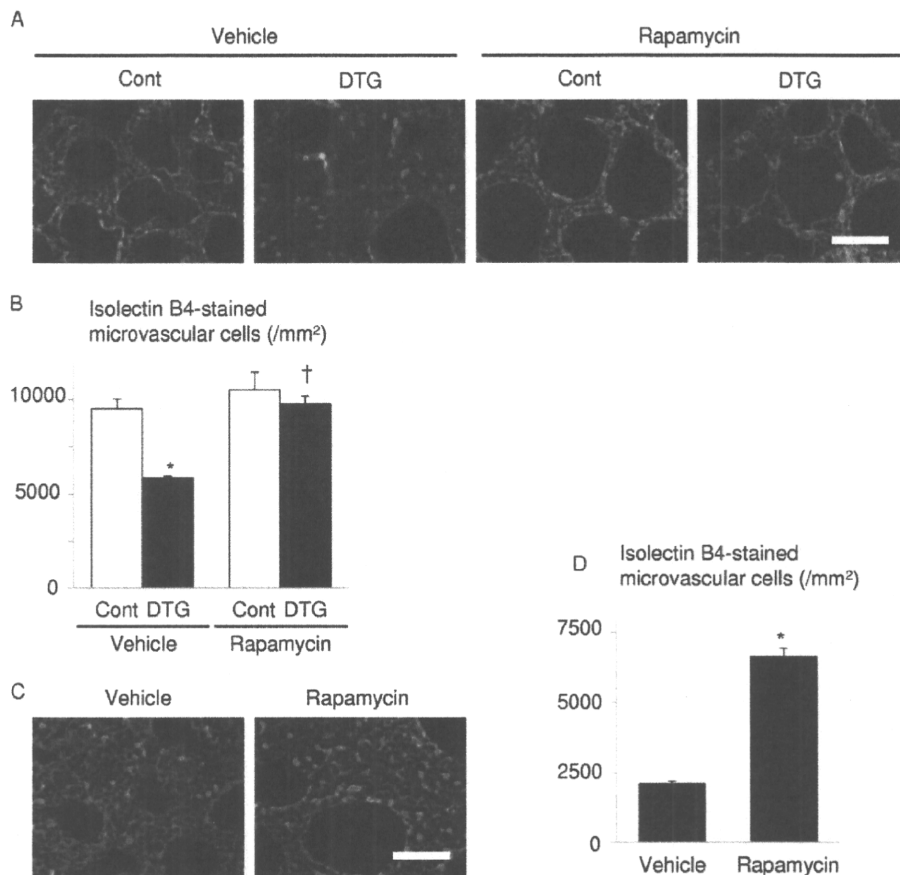 A
Vehicle Rapamycin
Cont DTG Cont DTG
B
Isolectin B4-stained
microvascular cells (/mm²)
10000
5000
0
*
†
Cont DTG Cont DTG
Vehicle Rapamycin
C
Vehicle Rapamycin
D
Isolectin B4-stained
microvascular cells (/mm²)
7500
5000
2500
0
*
Vehicle Rapamycin